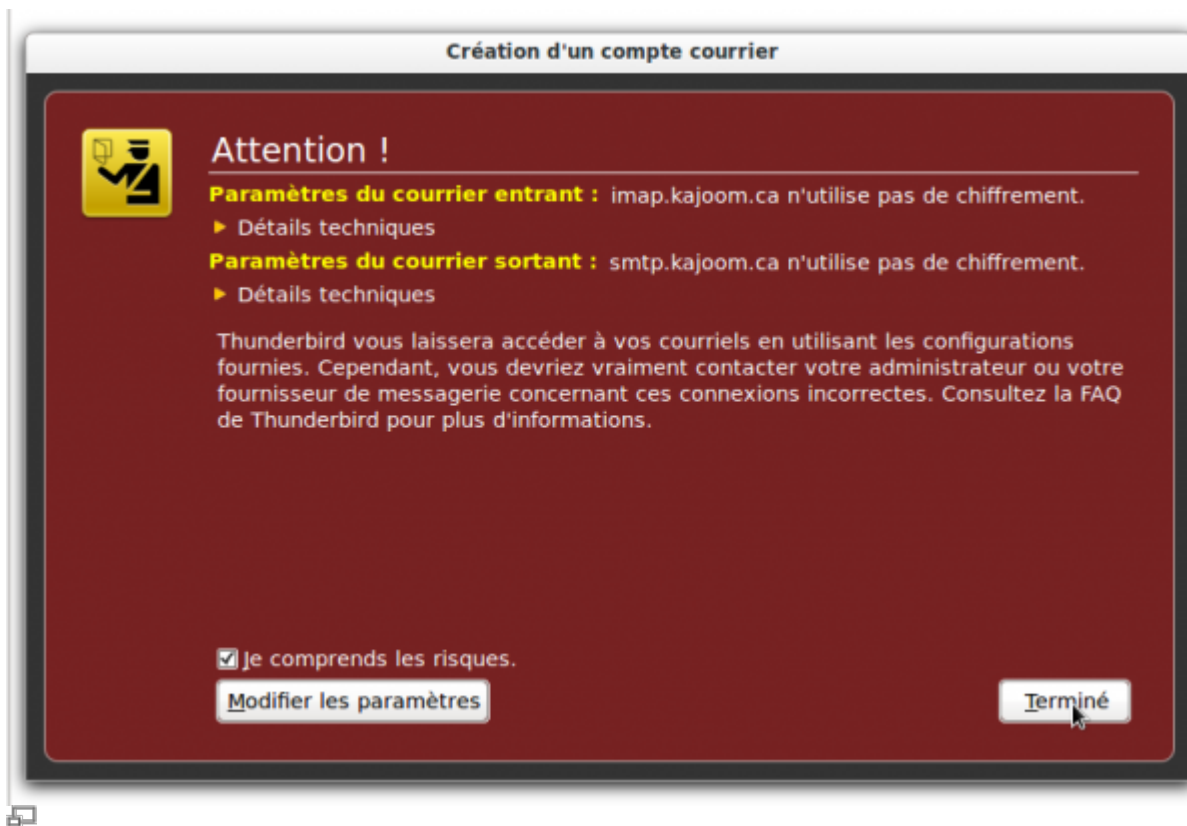 Création d'un compte courrier
Attention !
Paramètres du courrier entrant : imap.kajoom.ca n'utilise pas de chiffrement.
Détails techniques
Paramètres du courrier sortant : smtp.kajoom.ca n'utilise pas de chiffrement.
Détails techniques
Thunderbird vous laissera accéder à vos courriels en utilisant les configurations
fournies. Cependant, vous devriez vraiment contacter votre administrateur ou votre
fournisseur de messagerie concernant ces connexions incorrectes. Consultez la FAQ
de Thunderbird pour plus d'informations.
Je comprends les risques.
Modifier les paramètres
Terminé